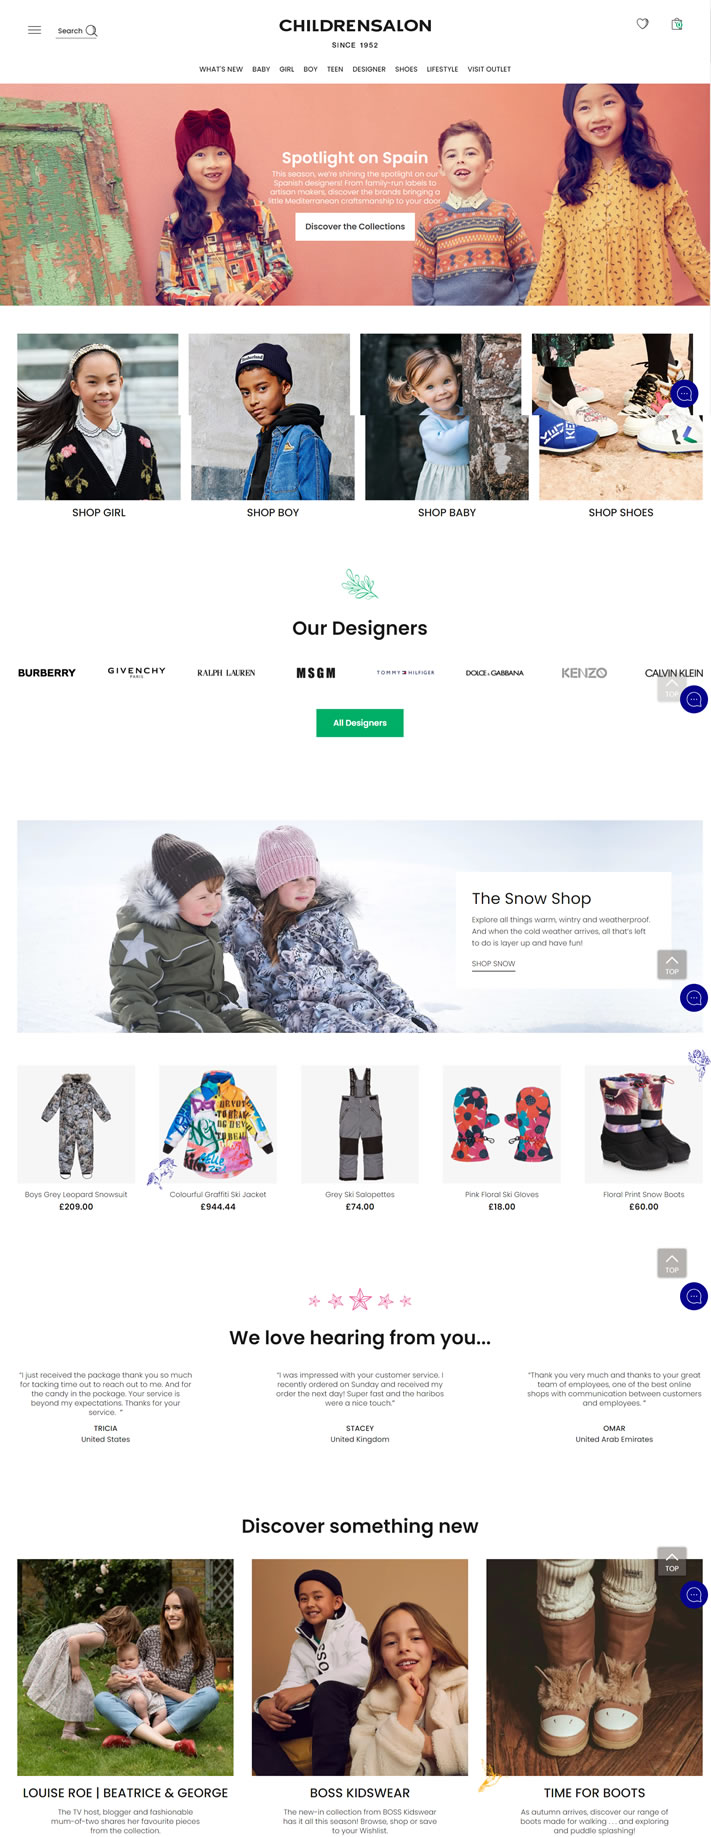 CHILDRENSALON
SINCE 1952
Search
WHAT'S NEW BABY GIRL BOY TEEN DESIGNER SHOES LIFESTYLE VISIT OUTLET
Spotlight on Spain
This season, we're shining the spotlight on our
Spanish designers! From family-run labels to
artisan makers, discover the brands bringing a
little Mediterranean craftsmanship to your door
Discover the Collections
SHOP GIRL
SHOP BOY
SHOP BABY
SHOP SHOES
Our Designers
BURBERRY
GIVENCHY
PARIS
RALPH LAUREN
MSGM
TOMMY HILFIGER
DOLCE & GABBANA
KENZO
CALVIN KLEIN
TOP
All Designers
The Snow Shop
Explore all things warm, wintry and weatherproof.
And when the cold weather arrives, all that's left
to do is layer up and have fun!
SHOP SNOW
TOP
Boys Grey Leopard Snowsuit
£209.00
Colourful Graffiti Ski Jacket
£944.44
Grey Ski Salopettes
£74.00
Pink Floral Ski Gloves
£18.00
Floral Print Snow Boots
£60.00
TOP
We love hearing from you...
"I just received the package thank you so much
for tacking time out to reach out to me. And for
the candy in the package. Your service is
beyond my expectations. Thanks for your
service. "
TRICIA
United States
"I was impressed with your customer service. I
recently ordered on Sunday and received my
order the next day! Super fast and the haribos
were a nice touch."
STACEY
United Kingdom
"Thank you very much and thanks to your great
team of employees, one of the best online
shops with communication between customers
and employees. "
OMAR
United Arab Emirates
Discover something new
TOP
BOSS
LOUISE ROE | BEATRICE & GEORGE
The TV host, blogger and fashionable
mum-of-two shares her favourite pieces
from the collection.
BOSS KIDSWEAR
The new-in collection from BOSS Kidswear
has it all this season! Browse, shop or save
to your Wishlist.
TIME FOR BOOTS
As autumn arrives, discover our range of
boots made for walking . . . and exploring
and puddle splashing!